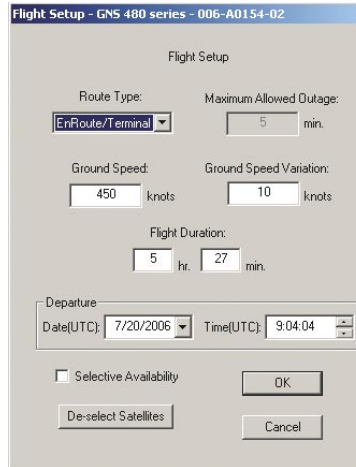 Flight Setup - GNS 480 series - 006-A0154-02
Flight Setup
Route Type: Maximum Allowed Outage:
EnRoute/Terminal 5 min.
Ground Speed: Ground Speed Variation:
450 knots 10 knots
Flight Duration:
5 hr. 27 min.
Departure
Date(UTC): 7/20/2006 Time(UTC): 9:04:04
Selective Availability OK
De-select Satellites Cancel